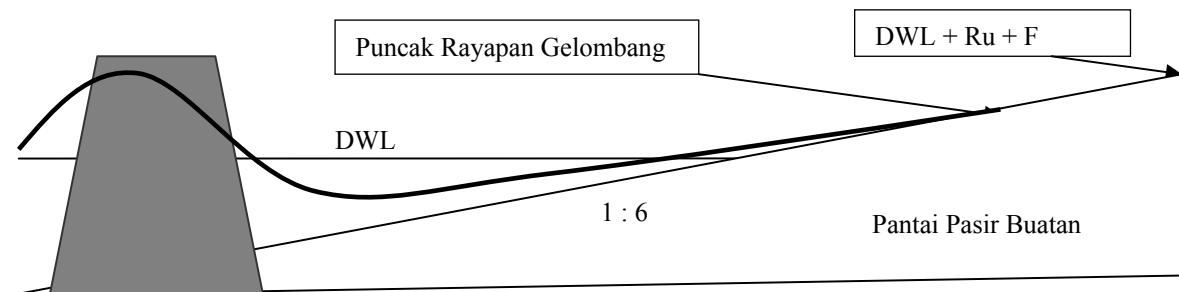 DWL + Ru + F
Puncak Rayapan Gelombang
DWL
1 : 6
Pantai Pasir Buatan